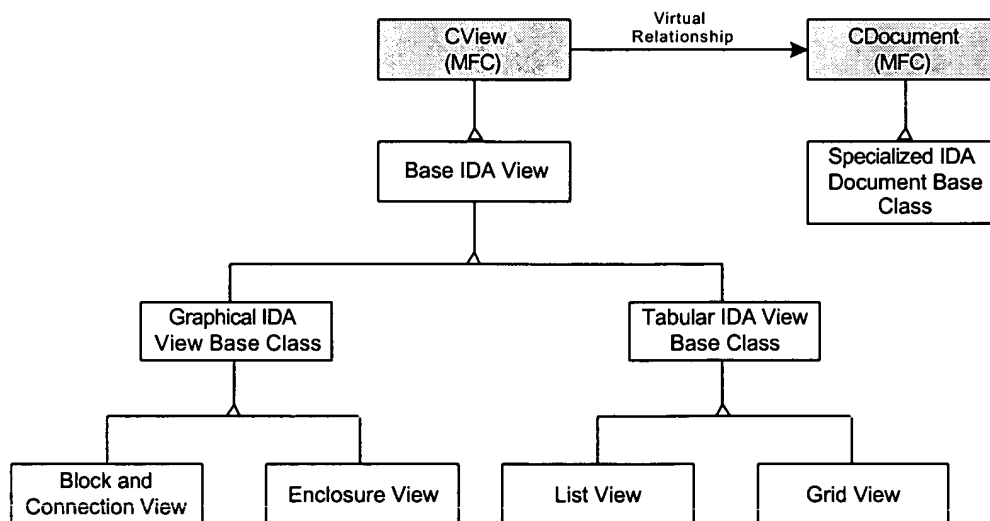 CView
(MFC)
Virtual
Relationship
CDocument
(MFC)
Base IDA View
Specialized IDA
Document Base
Class
Graphical IDA
View Base Class
Tabular IDA View
Base Class
Block and
Connection View
Enclosure View
List View
Grid View